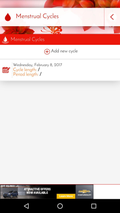 Menstrual Cycles
Menstrual Cycles
Add new cycle
Wednesday, February 8, 2017
Cycle length: /
Period length: /